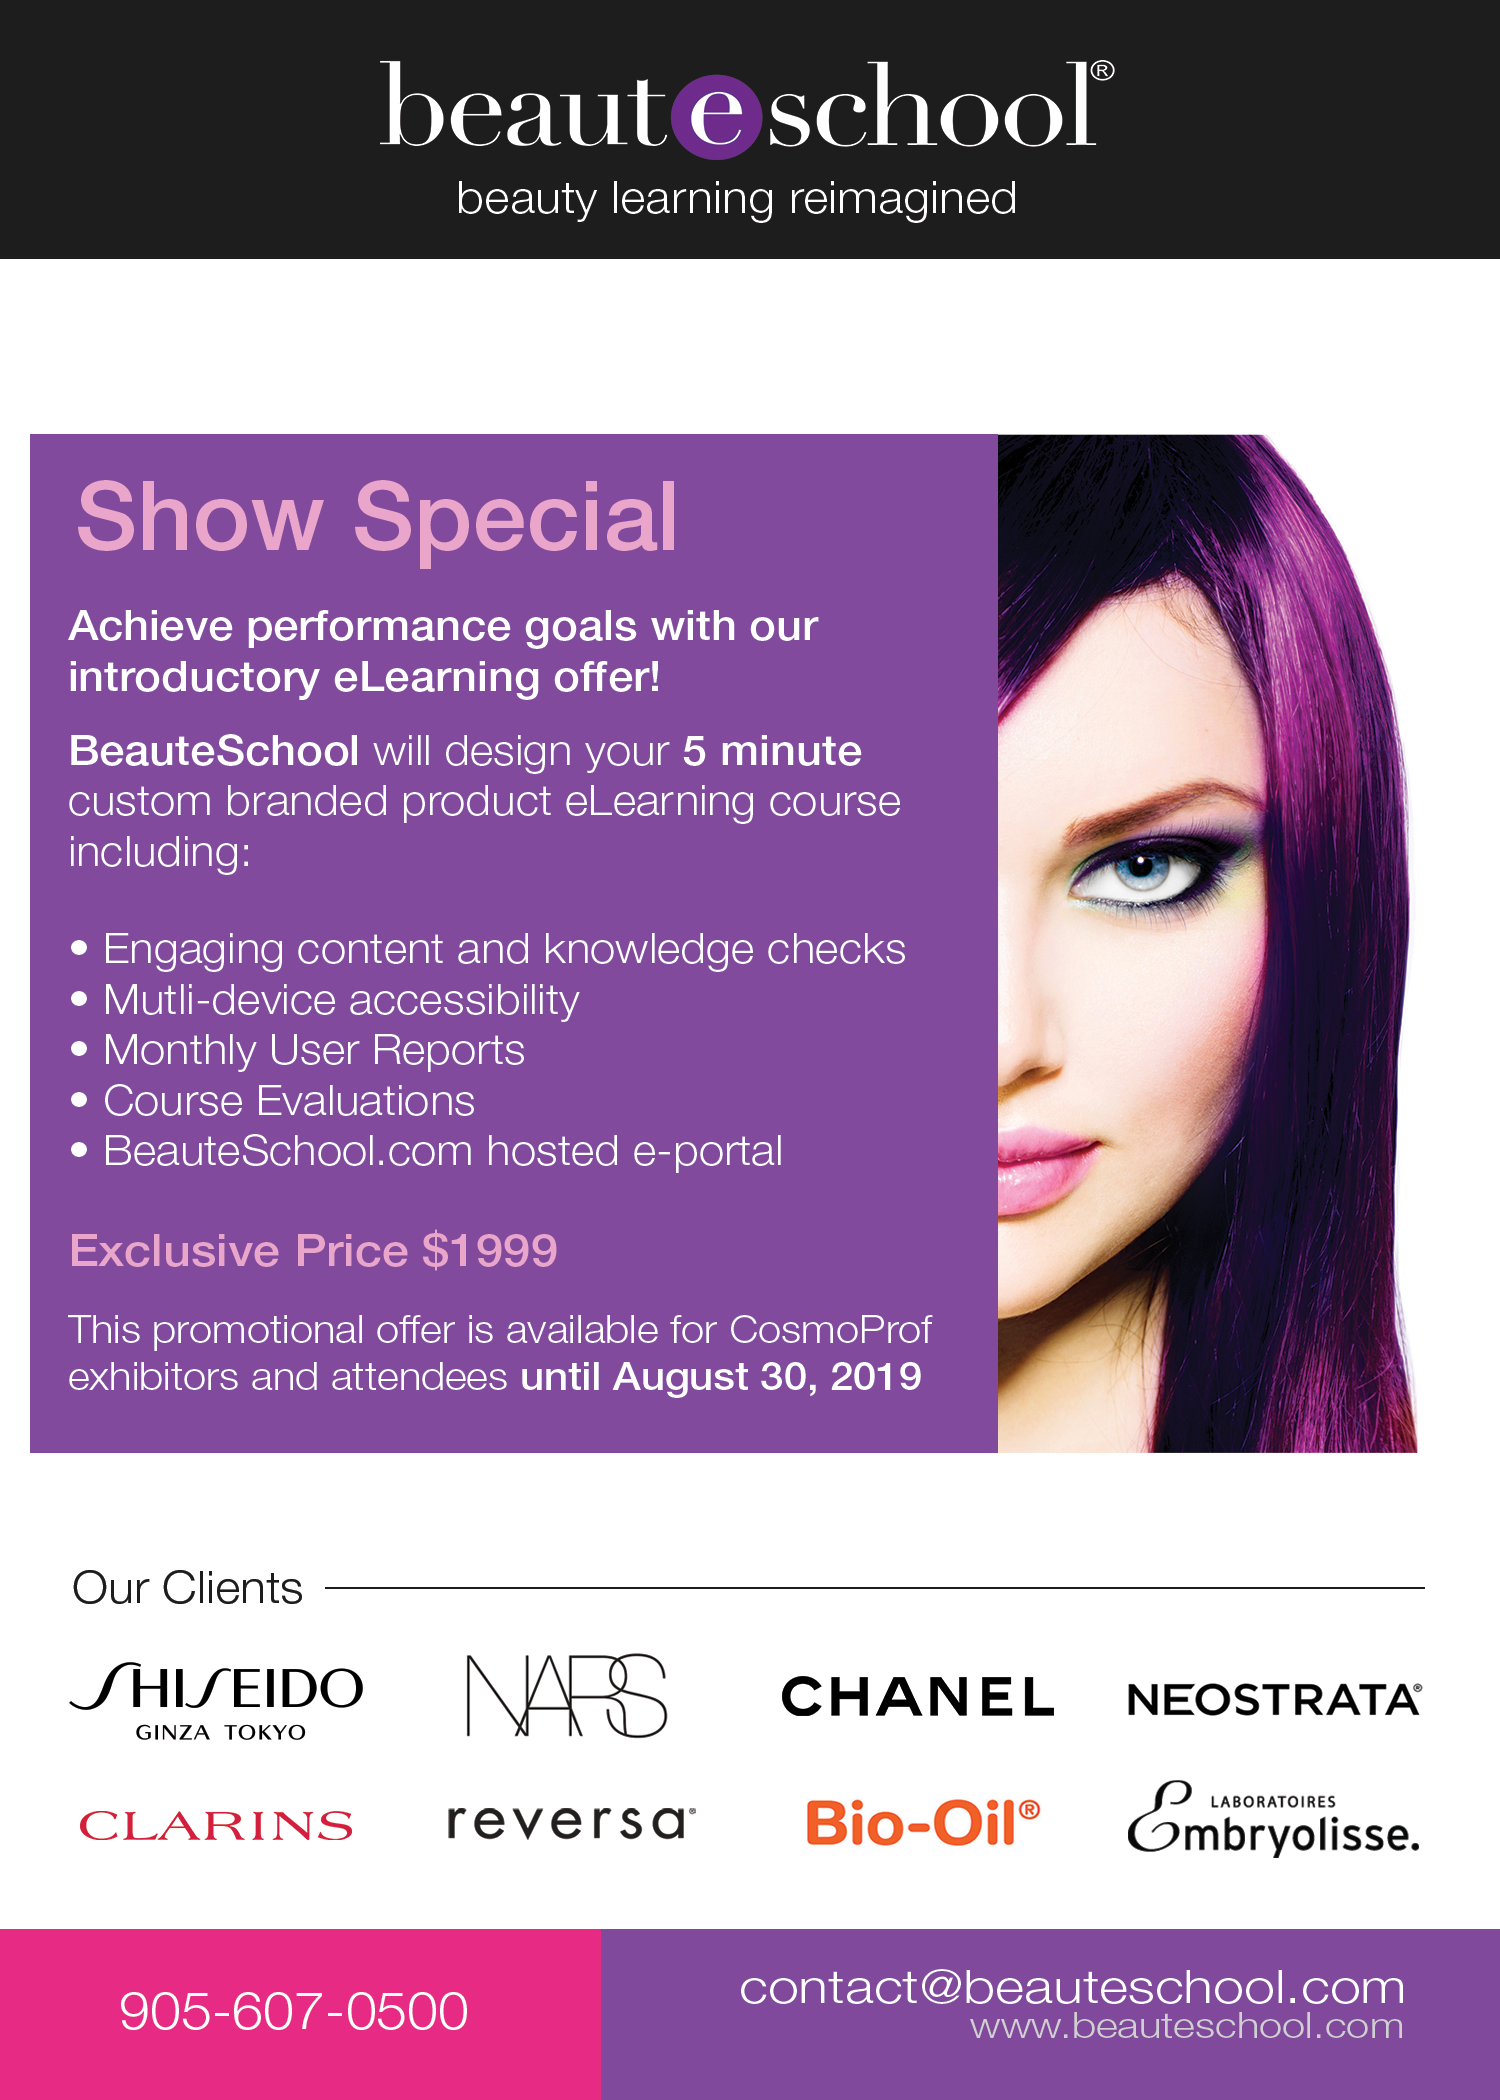 beauteschool®
beauty learning reimagined
Show Special
Achieve performance goals with our
introductory eLearning offer!
BeauteSchool will design your 5 minute
custom branded product eLearning course
including:
• Engaging content and knowledge checks
• Mutli-device accessibility
• Monthly User Reports
• Course Evaluations
• BeauteSchool.com hosted e-portal
Exclusive Price $1999
This promotional offer is available for CosmoProf
exhibitors and attendees until August 30, 2019
Our Clients
SHISEIDO
GINZA TOKYO
NARS
CHANEL
NEOSTRATA®
CLARINS
reversa®
Bio-Oil®
LABORATOIRES
Embryolisse.
905-607-0500
contact@beauteschool.com
www.beauteschool.com